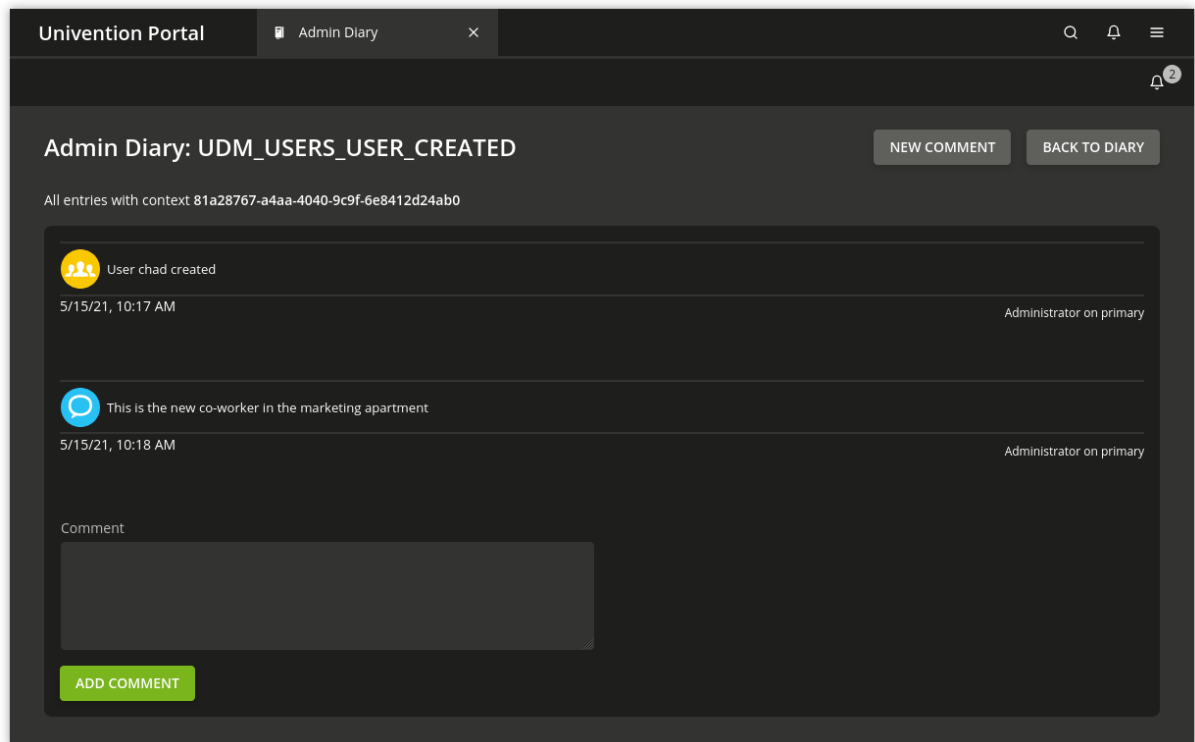 Univention Portal
Admin Diary
2
Admin Diary: UDM_USERS_USER_CREATED
NEW COMMENT
BACK TO DIARY
All entries with context 81a28767-a4aa-4040-9c9f-6e8412d24ab0
User chad created
5/15/21, 10:17 AM
Administrator on primary
This is the new co-worker in the marketing apartment
5/15/21, 10:18 AM
Administrator on primary
Comment
ADD COMMENT